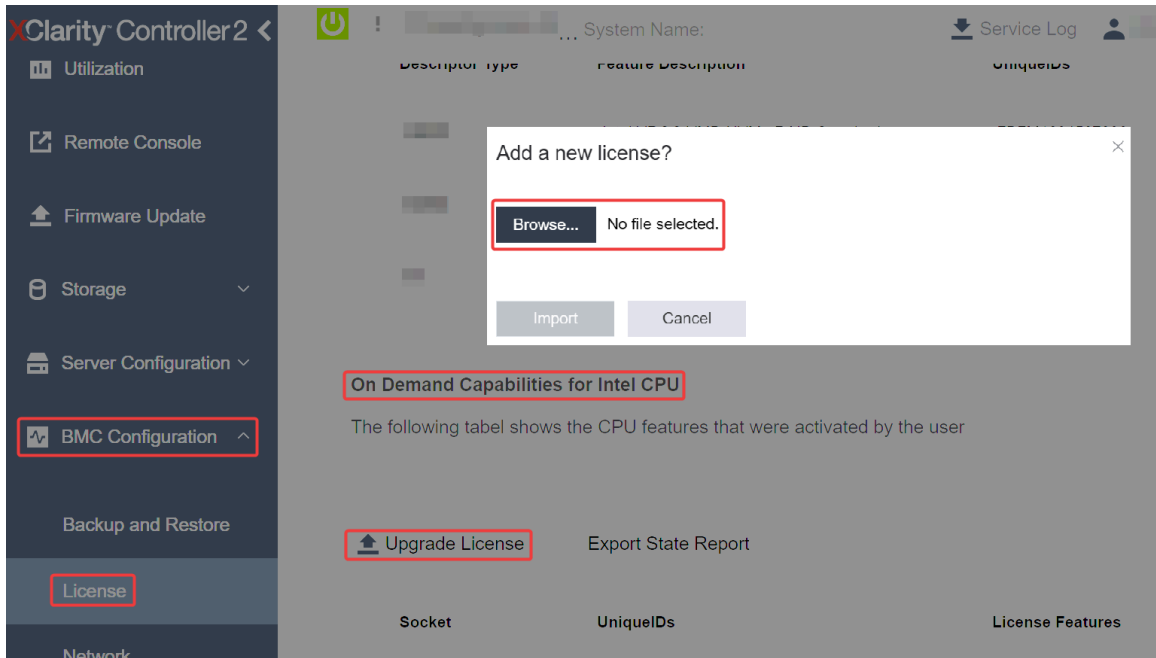 XClarity Controller 2
System Name:
Service Log
Utilization
Descriptor Type
Feature Description
UniqueIDs
Remote Console
Add a new license?
Firmware Update
Browse...
No file selected.
Storage
Import
Cancel
Server Configuration
On Demand Capabilities for Intel CPU
BMC Configuration
The following tabel shows the CPU features that were activated by the user
Backup and Restore
Upgrade License
Export State Report
License
Socket
UniqueIDs
License Features
Network